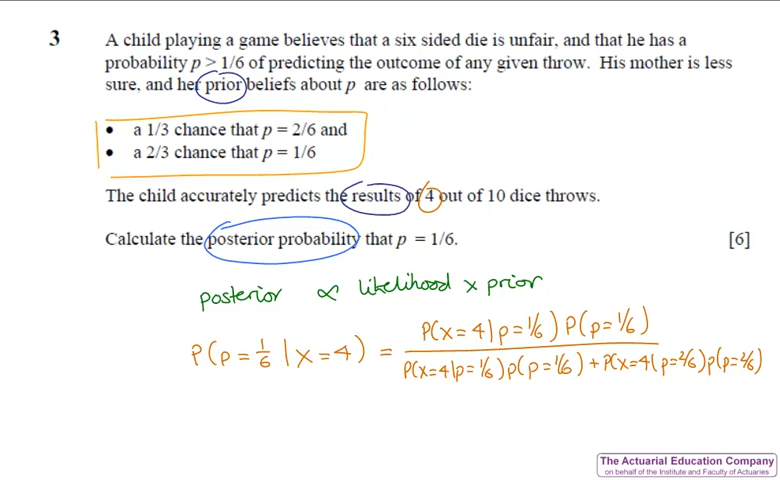 3 A child playing a game believes that a six sided die is unfair, and that he has a
probability p > 1/6 of predicting the outcome of any given throw. His mother is less
sure, and her prior beliefs about p are as follows:
• a 1/3 chance that p = 2/6 and
• a 2/3 chance that p = 1/6
The child accurately predicts the results of 4 out of 10 dice throws.
Calculate the posterior probability that p = 1/6. [6]
posterior ∝ likelihood × prior
P(X=4|p=1/6) P(p=1/6)
P(p = 1/6 | X = 4) =
P(X=4|p=1/6)P(p=1/6) + P(X=4|p=2/6)P(p=2/6)
The Actuarial Education Company
on behalf of the Institute and Faculty of Actuaries